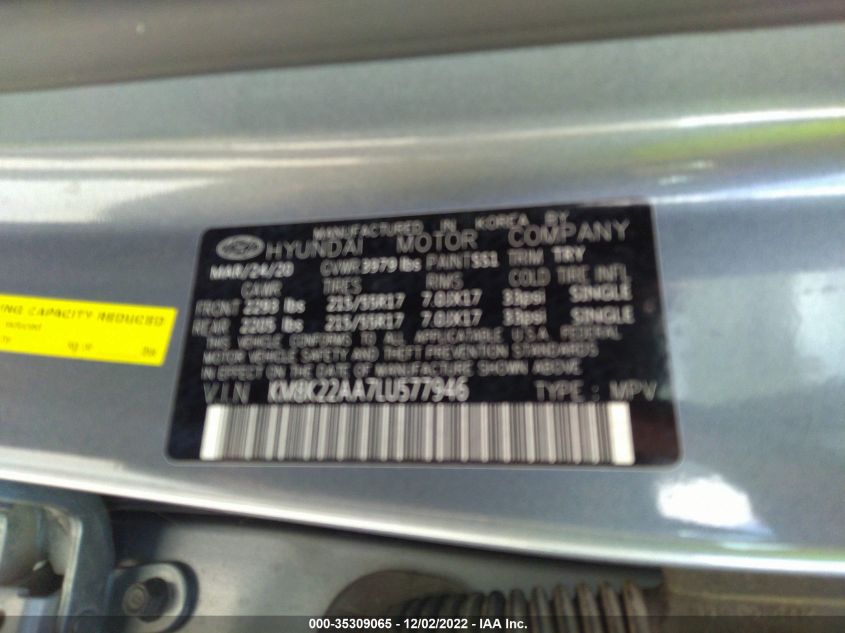 MANUFACTURED IN KOREA BY
HYUNDAI MOTOR COMPANY
MAR/24/20 GVWR 3979 lbs PAINT SS1 TRIM TRY
GAWR TIRES RIMS COLD TIRE INFL
FRONT 2293 lbs 215/55R17 7.0JX17 33psi SINGLE
REAR 2205 lbs 215/55R17 7.0JX17 33psi SINGLE
THIS VEHICLE CONFORMS TO ALL APPLICABLE U.S.A. FEDERAL
MOTOR VEHICLE SAFETY AND THEFT PREVENTION STANDARDS
IN EFFECT ON THE DATE OF MANUFACTURE SHOWN ABOVE.
V.I.N KM8K22AA7LU577946 TYPE : MPV
CAPACITY REDUCED
000-35309065 - 12/02/2022 - IAA Inc.